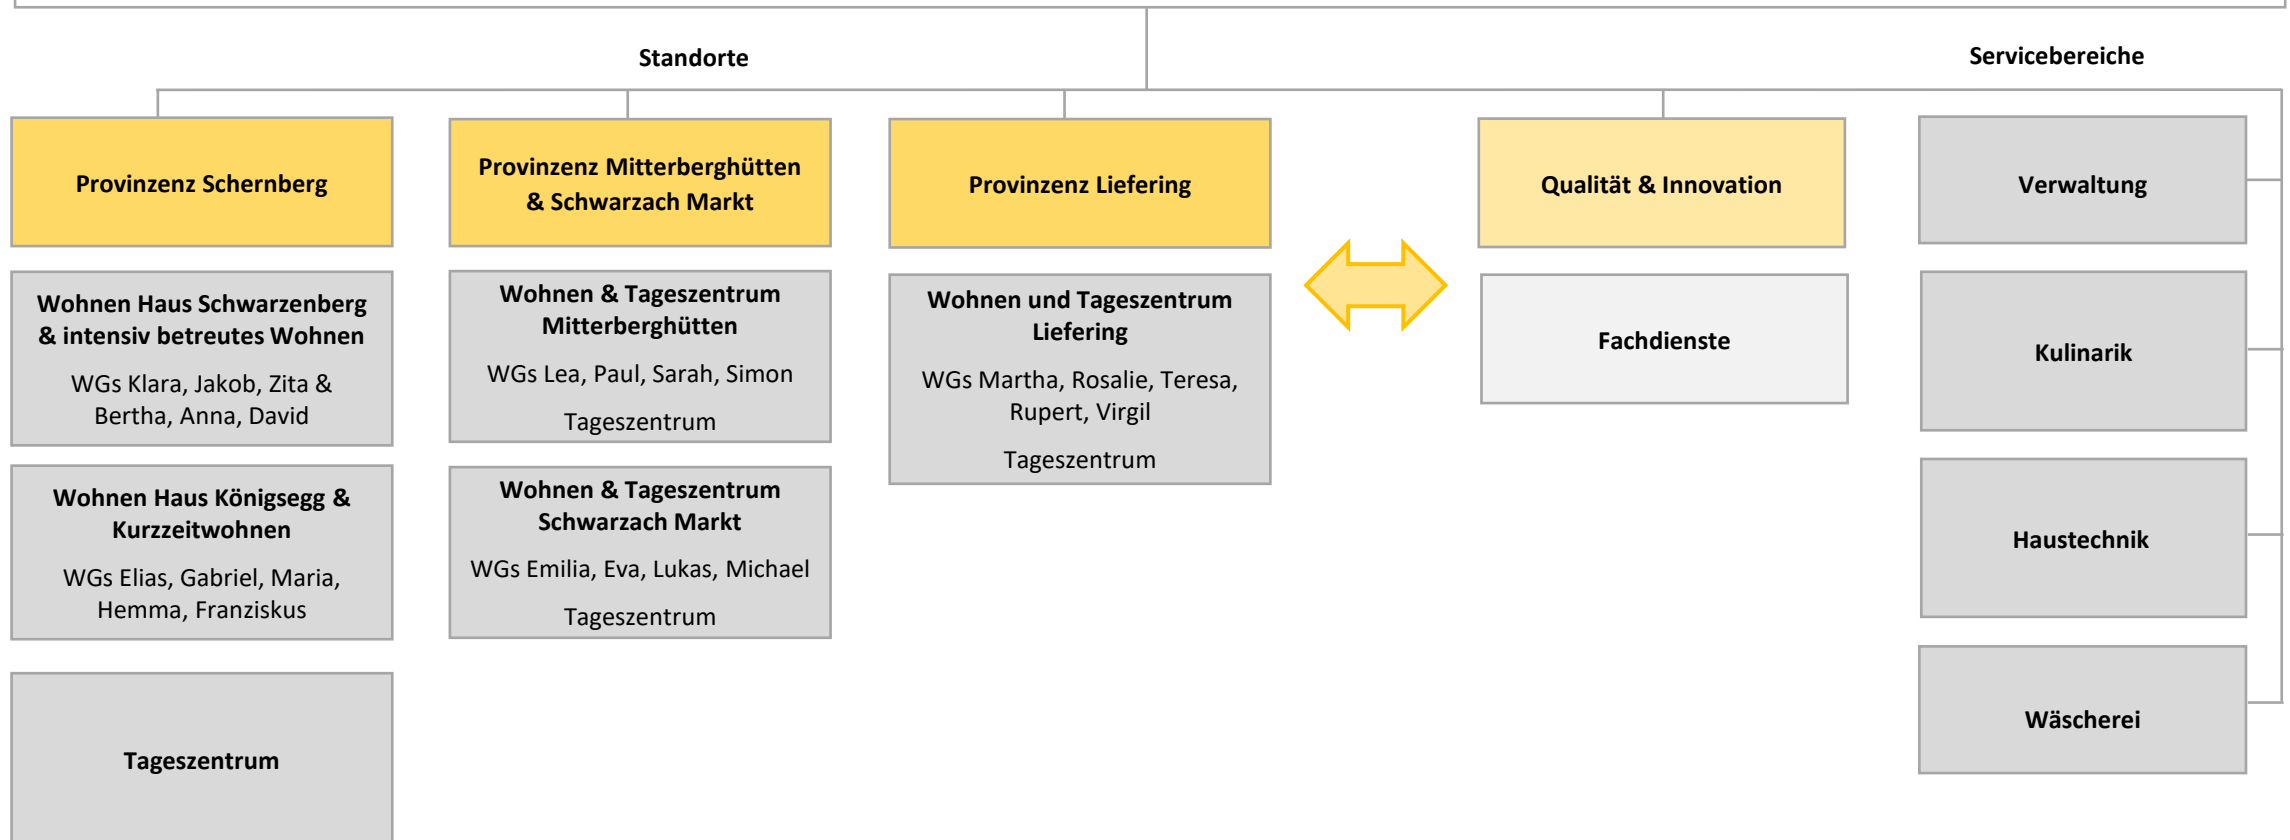 Standorte
Servicebereiche
Provinzenz Schernberg
Provinzenz Mitterberghütten
& Schwarzach Markt
Provinzenz Liefering
Qualität & Innovation
Verwaltung
Wohnen Haus Schwarzenberg
& intensiv betreutes Wohnen
WGs Klara, Jakob, Zita &
Bertha, Anna, David
Wohnen & Tageszentrum
Mitterberghütten
WGs Lea, Paul, Sarah, Simon
Tageszentrum
Wohnen und Tageszentrum
Liefering
WGs Martha, Rosalie, Teresa,
Rupert, Virgil
Tageszentrum
Fachdienste
Kulinarik
Wohnen Haus Königsegg &
Kurzzeitwohnen
WGs Elias, Gabriel, Maria,
Hemma, Franziskus
Wohnen & Tageszentrum
Schwarzach Markt
WGs Emilia, Eva, Lukas, Michael
Tageszentrum
Haustechnik
Tageszentrum
Wäscherei